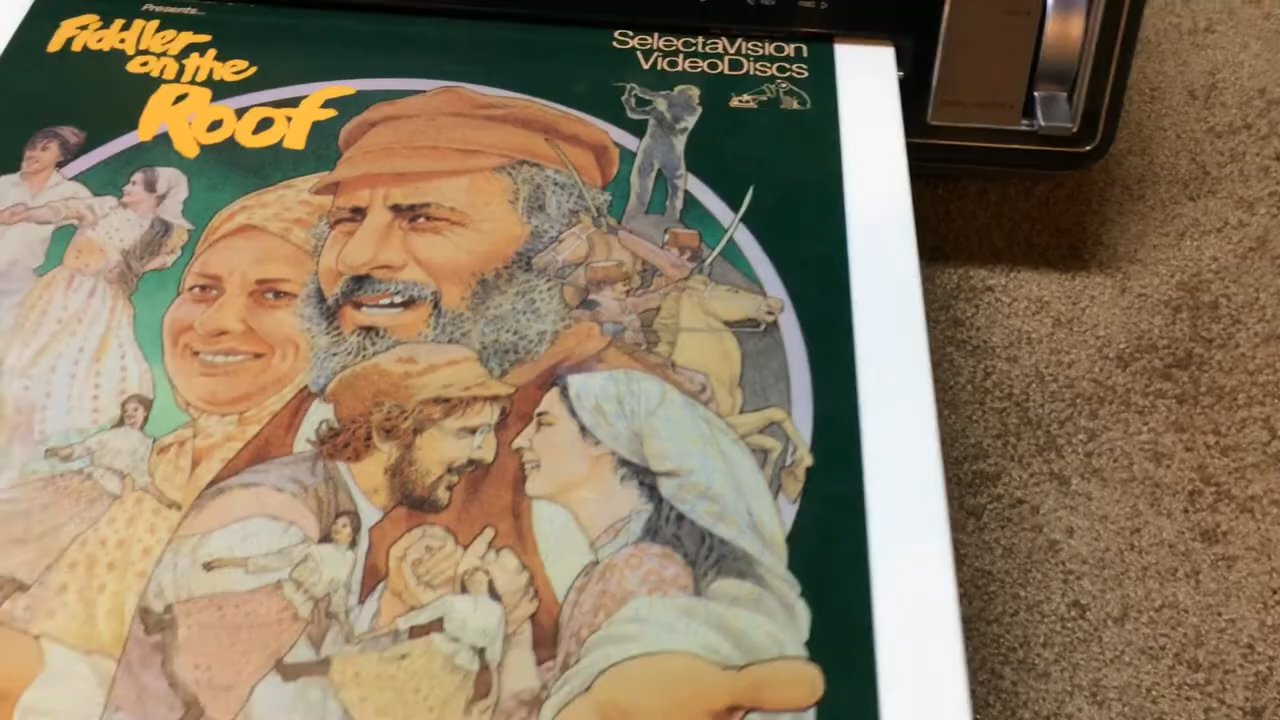 Presents...
Fiddler
on the
Roof
SelectaVision
VideoDiscs